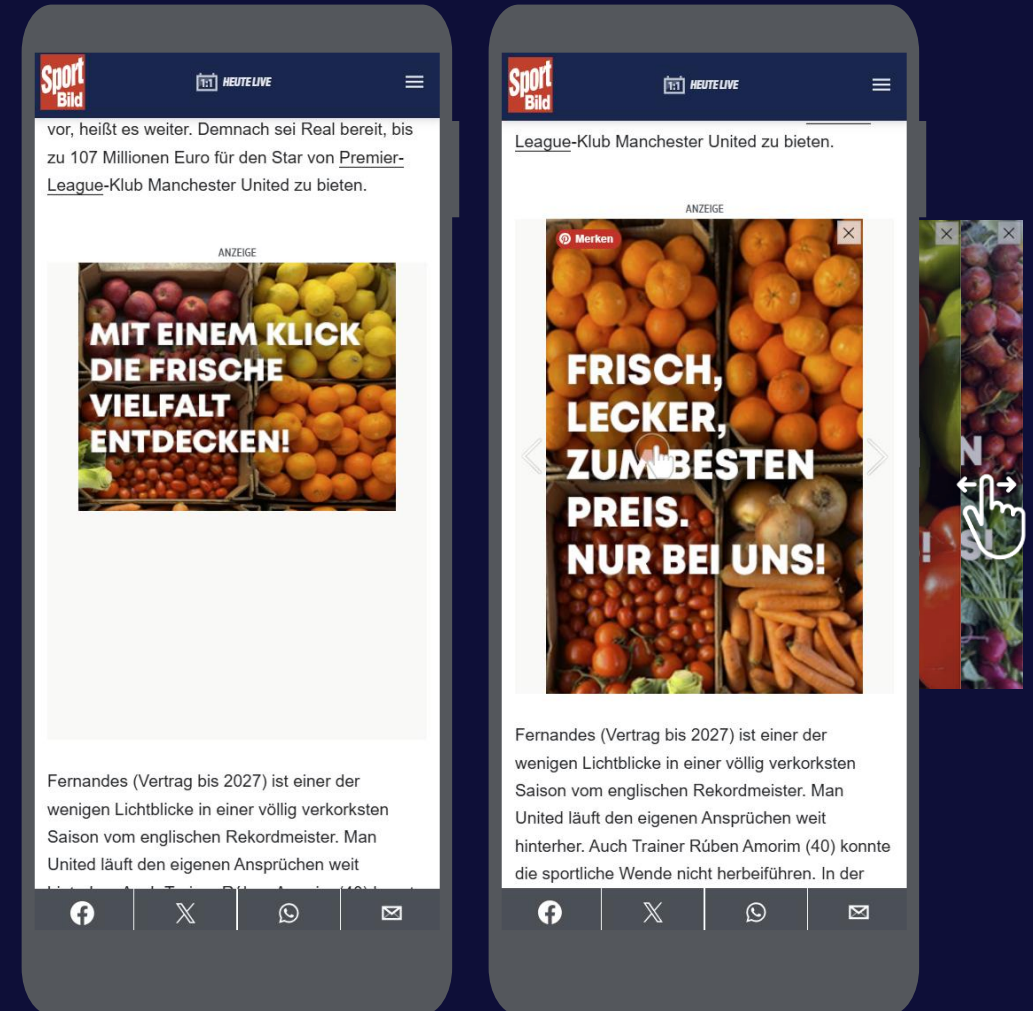 Sport
Bild
1:1 HEUTE LIVE
vor, heißt es weiter. Demnach sei Real bereit, bis
zu 107 Millionen Euro für den Star von Premier-
League-Klub Manchester United zu bieten.
ANZEIGE
MIT EINEM KLICK
DIE FRISCHE
VIELFALT
ENTDECKEN!
Fernandes (Vertrag bis 2027) ist einer der
wenigen Lichtblicke in einer völlig verkorksten
Saison vom englischen Rekordmeister. Man
United läuft den eigenen Ansprüchen weit
Sport
Bild
1:1 HEUTE LIVE
League-Klub Manchester United zu bieten.
ANZEIGE
Merken
FRISCH,
LECKER,
ZUM BESTEN
PREIS.
NUR BEI UNS!
N
! S!
Fernandes (Vertrag bis 2027) ist einer der
wenigen Lichtblicke in einer völlig verkorksten
Saison vom englischen Rekordmeister. Man
United läuft den eigenen Ansprüchen weit
hinterher. Auch Trainer Rúben Amorim (40) konnte
die sportliche Wende nicht herbeiführen. In der